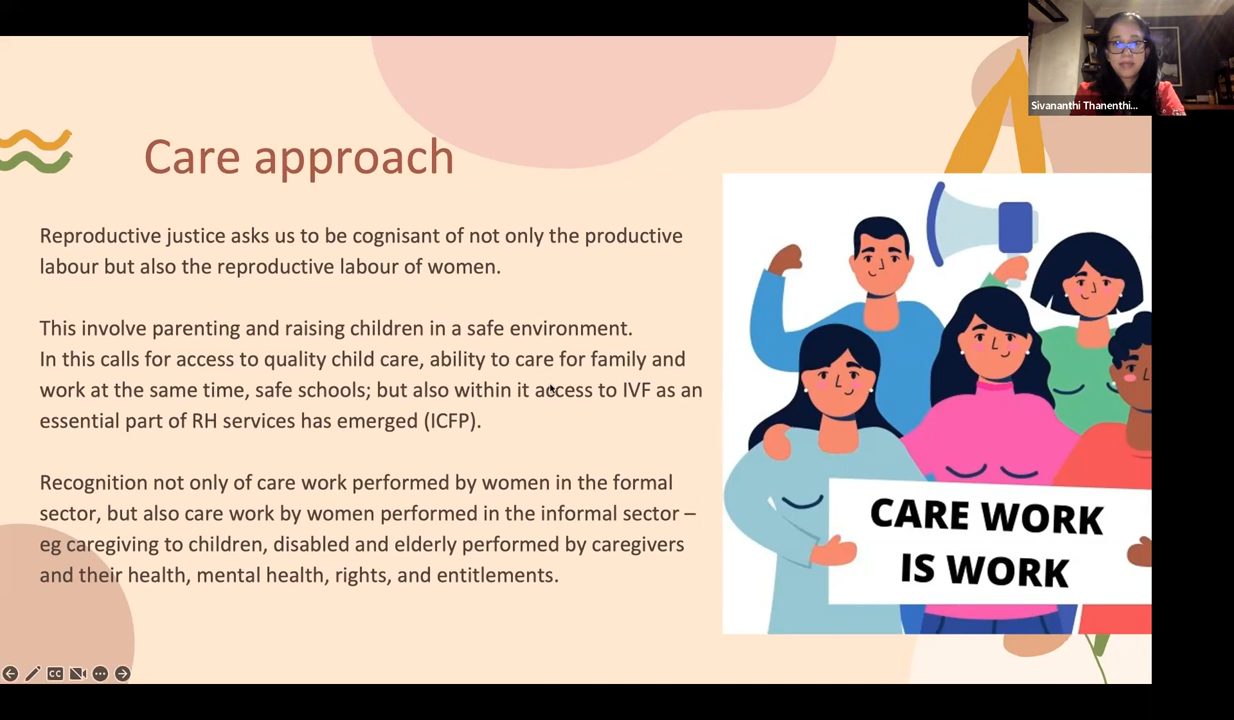 Sivananthi Thanenthi...
Care approach
Reproductive justice asks us to be cognisant of not only the productive
labour but also the reproductive labour of women.
This involve parenting and raising children in a safe environment.
In this calls for access to quality child care, ability to care for family and
work at the same time, safe schools; but also within it access to IVF as an
essential part of RH services has emerged (ICFP).
Recognition not only of care work performed by women in the formal
sector, but also care work by women performed in the informal sector –
eg caregiving to children, disabled and elderly performed by caregivers
and their health, mental health, rights, and entitlements.
CARE WORK
IS WORK
CC